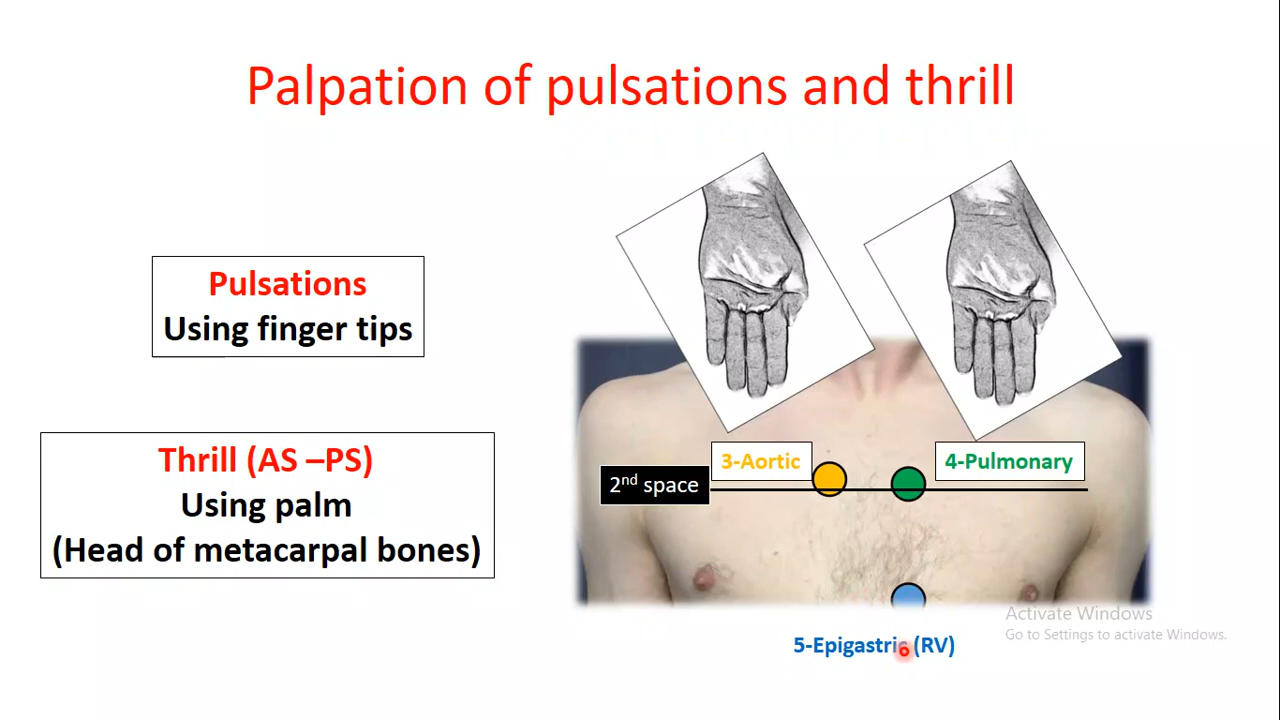 Palpation of pulsations and thrill
Pulsations
Using finger tips
Thrill (AS –PS)
Using palm
(Head of metacarpal bones)
3-Aortic
4-Pulmonary
2nd space
5-Epigastric (RV)
Activate Windows
Go to Settings to activate Windows.